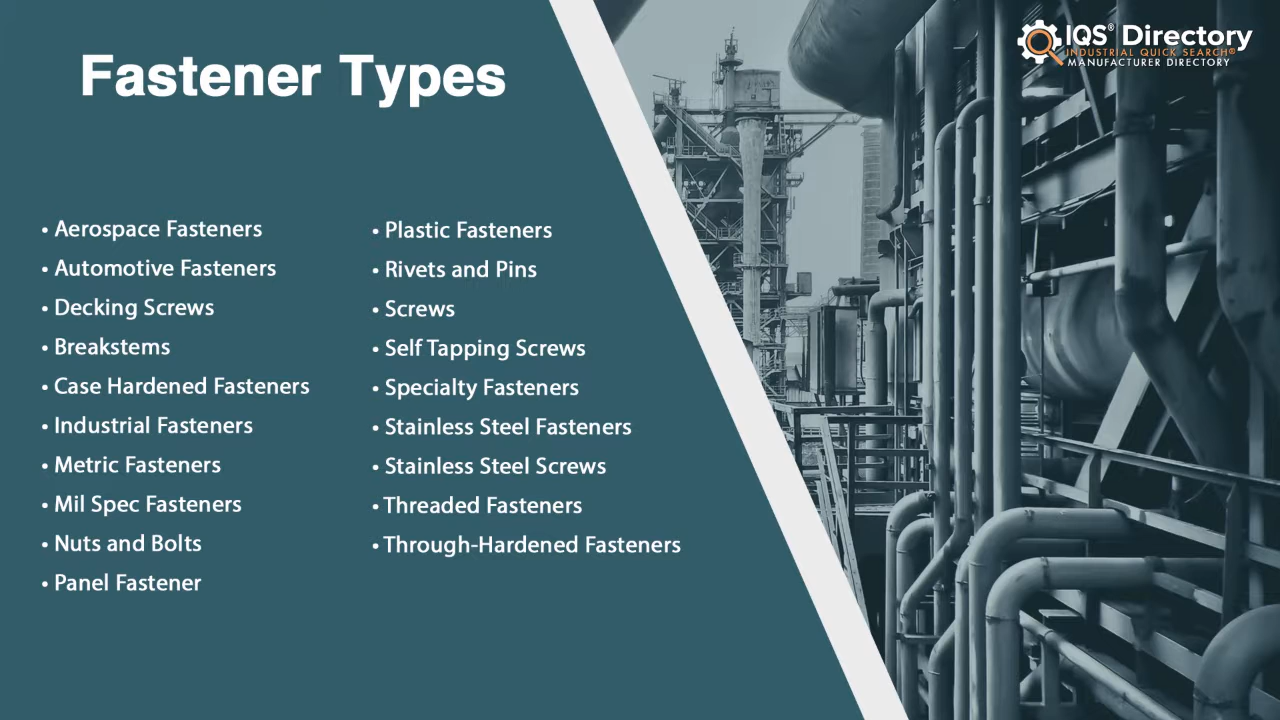 Fastener Types
• Aerospace Fasteners
• Automotive Fasteners
• Decking Screws
• Breakstems
• Case Hardened Fasteners
• Industrial Fasteners
• Metric Fasteners
• Mil Spec Fasteners
• Nuts and Bolts
• Panel Fastener
• Plastic Fasteners
• Rivets and Pins
• Screws
• Self Tapping Screws
• Specialty Fasteners
• Stainless Steel Fasteners
• Stainless Steel Screws
• Threaded Fasteners
• Through-Hardened Fasteners
IQS® Directory
INDUSTRIAL QUICK SEARCH®
MANUFACTURER DIRECTORY